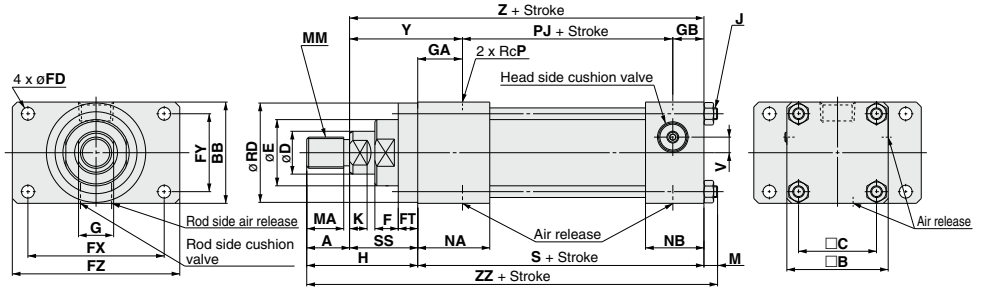 Z + Stroke
Y
PJ + Stroke
GB
J
MM
GA
2 x RcP
Head side cushion valve
4 x øFD
FY
BB
øRD
øE
øD
V
MA
K
F
FT
Rod side air release
G
Rod side cushion
valve
Air release
Air release
A
SS
NA
NB
□C
FX
H
S + Stroke
M
□B
FZ
ZZ + Stroke